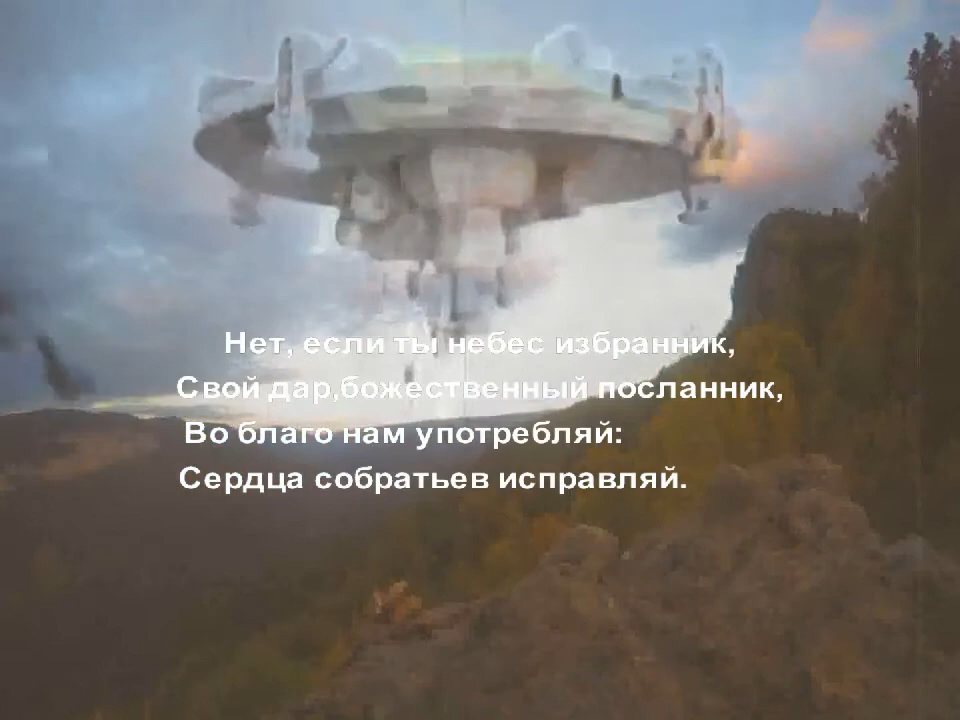 Нет, если ты небес избранник,
Свой дар,божественный посланник,
Во благо нам употребляй:
Сердца собратьев исправляй.